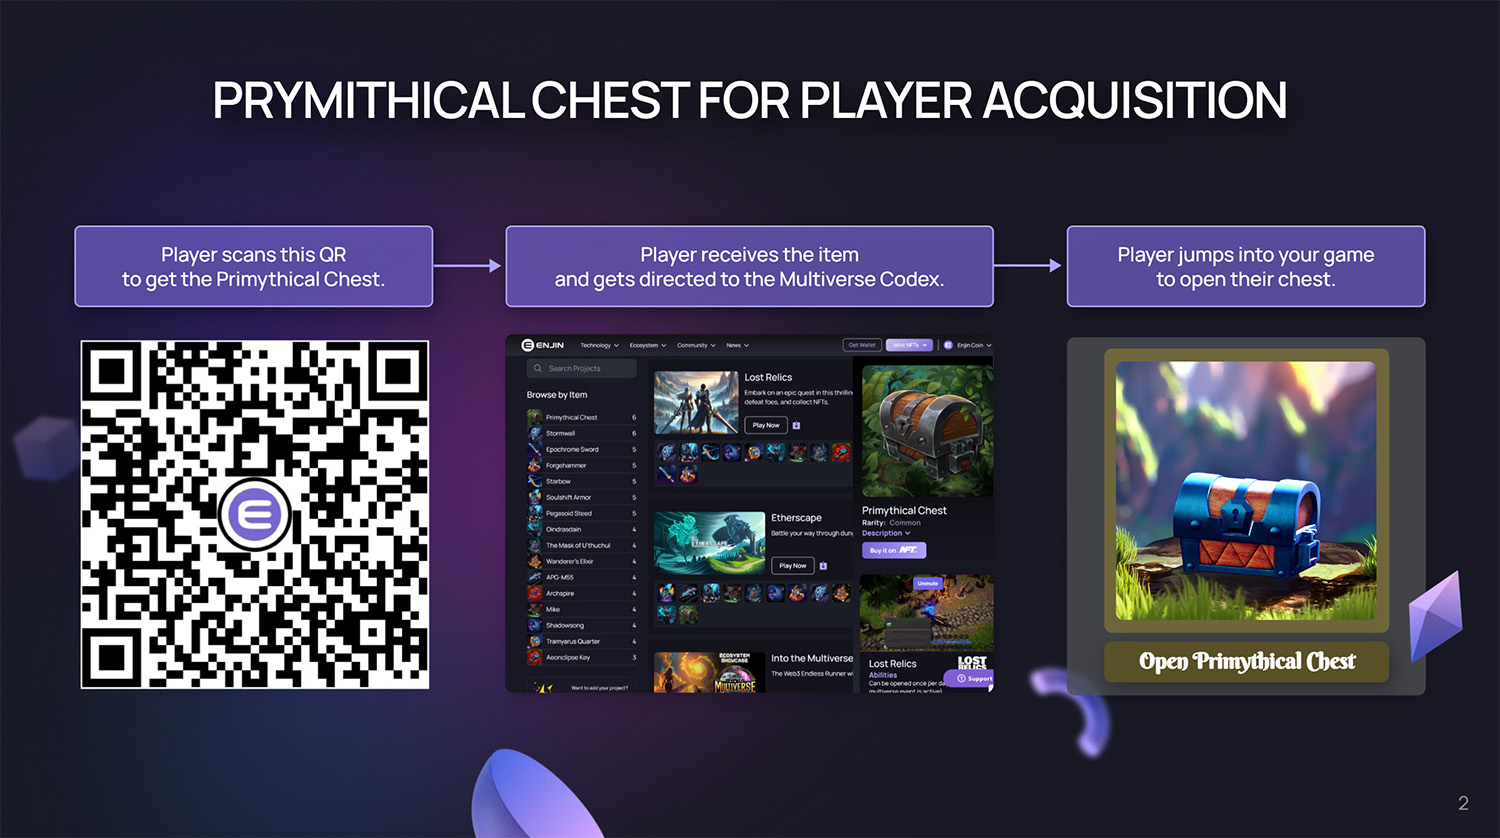 PRYMITHICAL CHEST FOR PLAYER ACQUISITION
Player scans this QR
to get the Primythical Chest.
Player receives the item
and gets directed to the Multiverse Codex.
Player jumps into your game
to open their chest.
ENJIN
Technology
Ecosystem
Community
News
Get Wallet
Mint NFTs
Enjin Coin
Search Projects
Browse by Item
Primythical Chest 6
Stormwall 6
Epochrome Sword 5
Forgehammer 5
Starbow 5
Soulshift Armor 5
Pegasoid Steed 5
Oindrasdain 4
The Mask of U'thuchul 4
Wanderer's Elixir 4
APG-M55 4
Archspire 4
Mike 4
Shadowsong 4
Tramyarus Quarter 4
Aeonclipse Key 3
Want to add your project?
Lost Relics
Embark on an epic quest in this thrillin
defeat foes, and collect NFTs.
Play Now
ETHERSCAPE
Etherscape
Battle your way through dun
Play Now
ECOSYSTEM
SHOWCASE
MULTIVERSE
Into the Multiverse
The Web3 Endless Runner w
Primythical Chest
Rarity: Common
Description
Buy it on NFT
Unmute
Lost Relics
Abilities
Can be opened once per da
multiverse event is active)
LOST
RELICS
Support
Open Primythical Chest
2